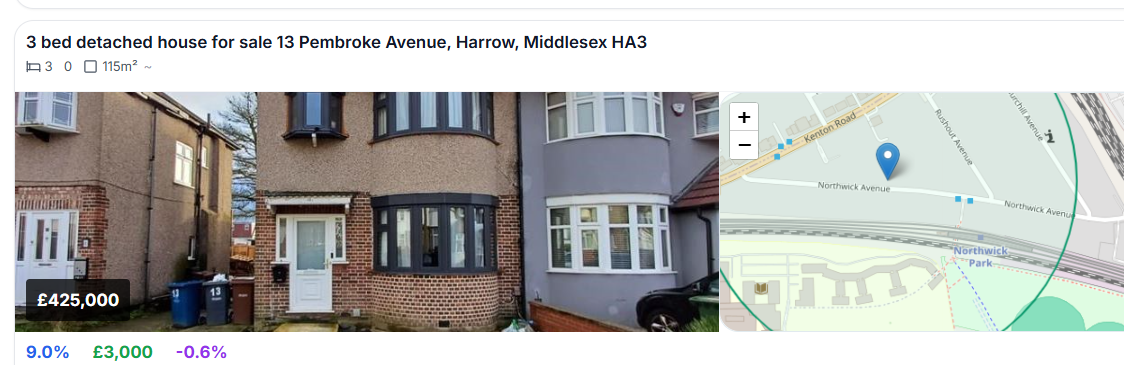 3 bed detached house for sale 13 Pembroke Avenue, Harrow, Middlesex HA3
3 0 115m² ~
13
13
£425,000
+
−
Kenton Road
Rushout Avenue
urchill Avenue
Northwick Avenue
Northwick Avenue
Northwick
Park
9.0% £3,000 -0.6%